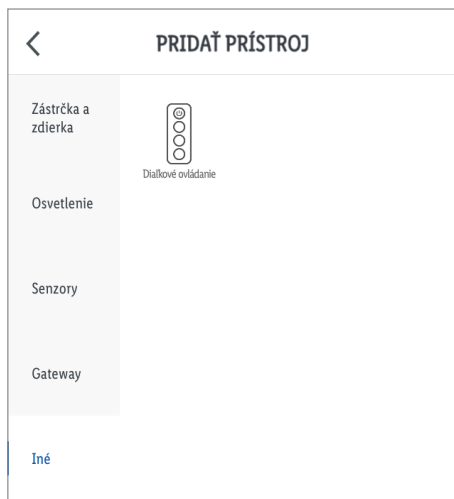 PRIDAŤ PRÍSTROJ
Zástrčka a
zdierka
Diaľkové ovládanie
Osvetlenie
Senzory
Gateway
Iné